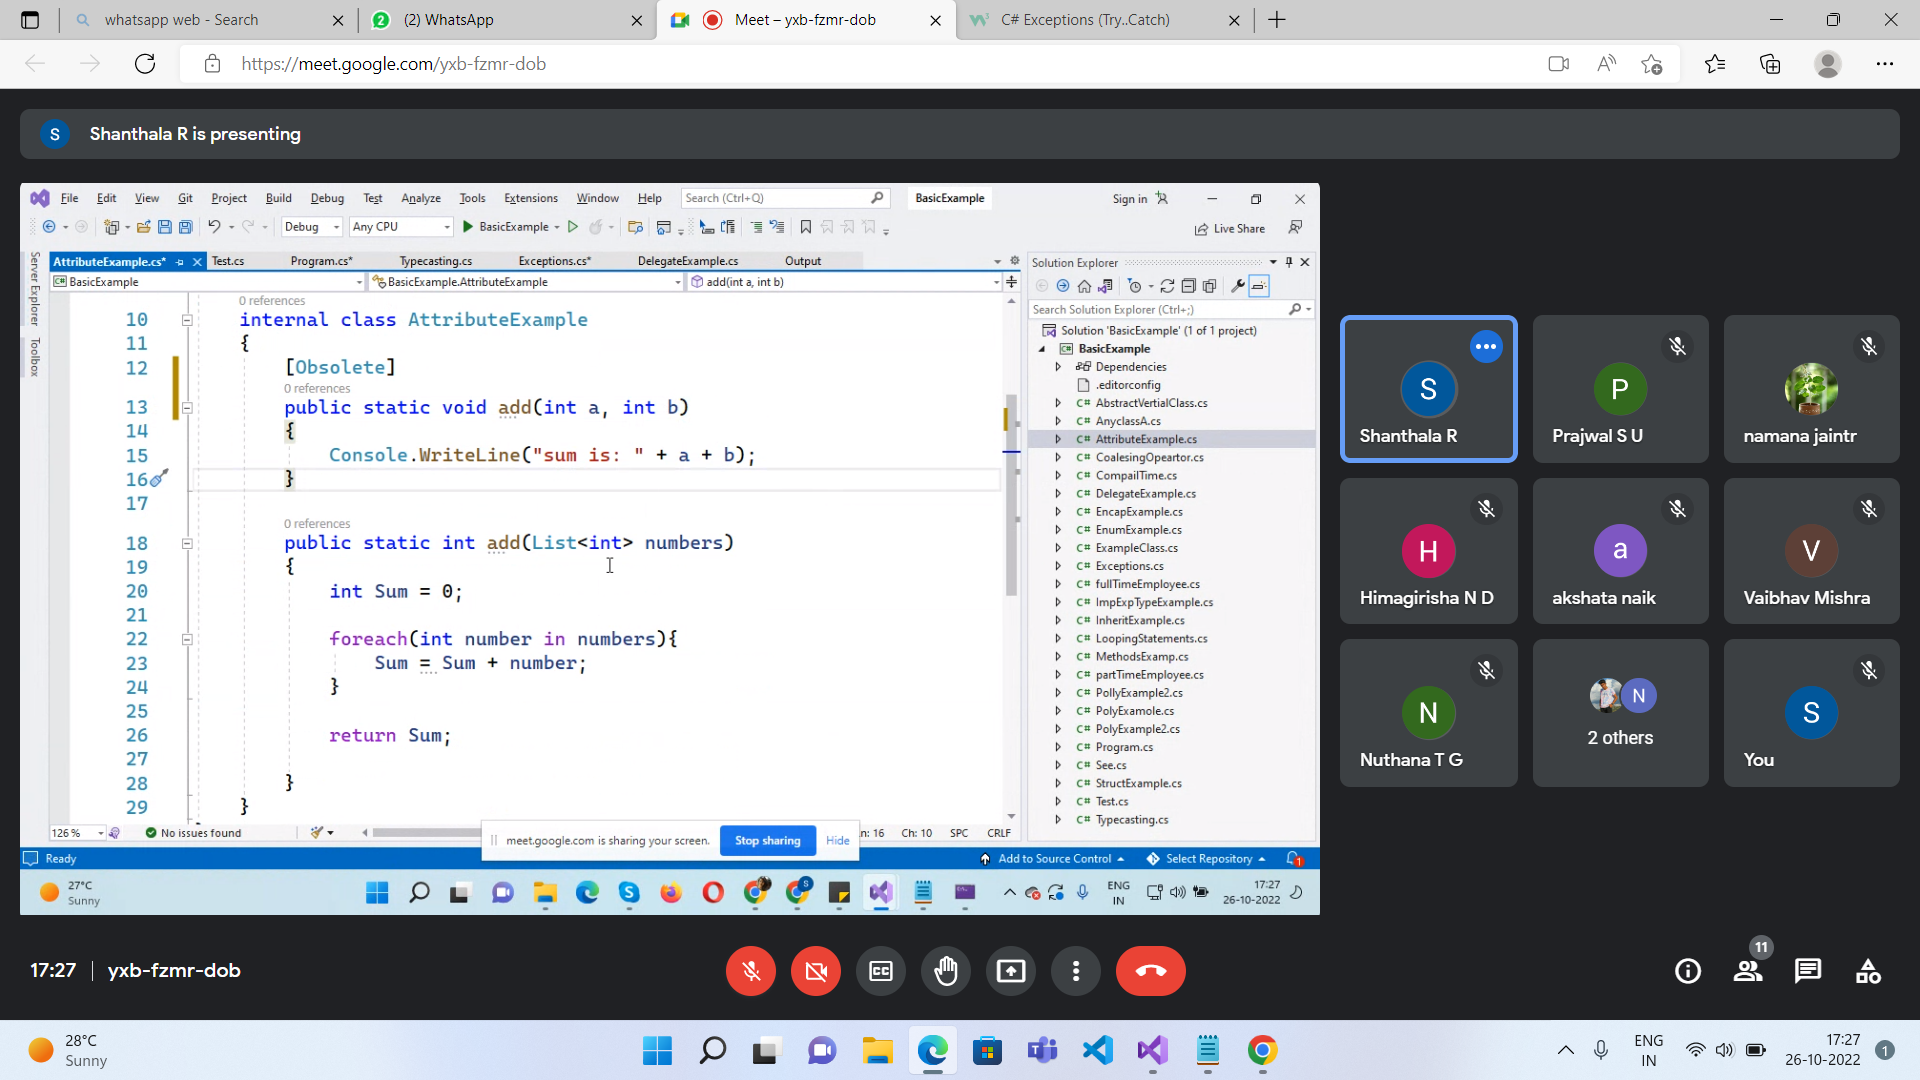 whatsapp web - Search
(2) WhatsApp
Meet – yxb-fzmr-dob
C# Exceptions (Try..Catch)
https://meet.google.com/yxb-fzmr-dob
S Shanthala R is presenting
File Edit View Git Project Build Debug Test Analyze Tools Extensions Window Help Search (Ctrl+Q) BasicExample Sign in
Debug Any CPU BasicExample Live Share
Server Explorer
Toolbox
AttributeExample.cs* Test.cs Program.cs* Typecasting.cs Exceptions.cs* DelegateExample.cs Output
BasicExample BasicExample.AttributeExample add(int a, int b)
0 references
10 internal class AttributeExample
11 {
12 [Obsolete]
0 references
13 public static void add(int a, int b)
14 {
15 Console.WriteLine("sum is: " + a + b);
16 }
17
0 references
18 public static int add(List<int> numbers)
19 {
20 int Sum = 0;
21
22 foreach(int number in numbers){
23 Sum = Sum + number;
24 }
25
26 return Sum;
27
28 }
29 }
126 % No issues found
Ln: 16 Ch: 10 SPC CRLF
meet.google.com is sharing your screen. Stop sharing Hide
Ready
Add to Source Control Select Repository 1
Solution Explorer
Search Solution Explorer (Ctrl+;)
Solution 'BasicExample' (1 of 1 project)
BasicExample
Dependencies
.editorconfig
C# AbstractVertialClass.cs
C# AnyclassA.cs
C# AttributeExample.cs
C# CoalesingOpeartor.cs
C# CompailTime.cs
C# DelegateExample.cs
C# EncapExample.cs
C# EnumExample.cs
C# ExampleClass.cs
C# Exceptions.cs
C# fullTimeEmployee.cs
C# ImpExpTypeExample.cs
C# InheritExample.cs
C# LoopingStatements.cs
C# MethodsExamp.cs
C# partTimeEmployee.cs
C# PollyExample2.cs
C# PolyExamole.cs
C# PolyExample2.cs
C# Program.cs
C# See.cs
C# StructExample.cs
C# Test.cs
C# Typecasting.cs
27°C
Sunny
ENG
IN
17:27
26-10-2022
S
Shanthala R
P
Prajwal S U
namana jaintr
H
Himagirisha N D
a
akshata naik
V
Vaibhav Mishra
N
Nuthana T G
N
2 others
S
You
17:27 | yxb-fzmr-dob
CC
11
28°C
Sunny
ENG
IN
17:27
26-10-2022
1